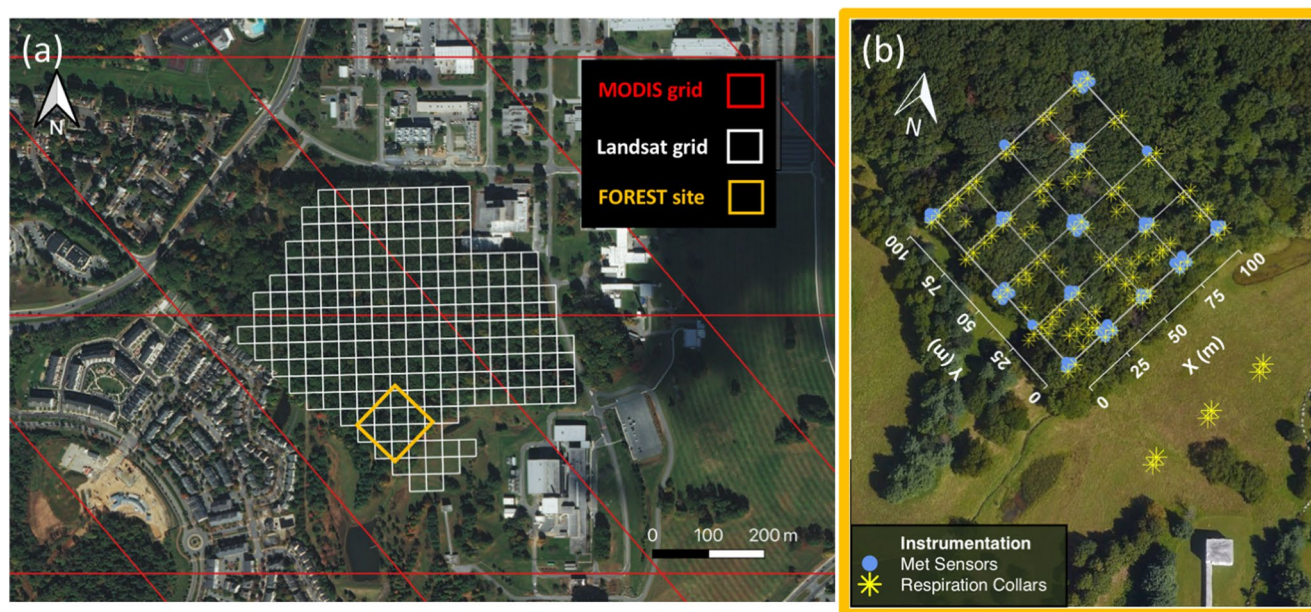 (a)
N
MODIS grid
Landsat grid
FOREST site
0 100 200 m
(b)
N
100
75
50
25
0
Y (m)
0
25
50
75
100
X (m)
Instrumentation
Met Sensors
Respiration Collars